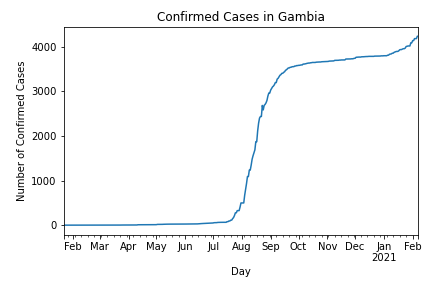 Confirmed Cases in Gambia
Number of Confirmed Cases
4000
3000
2000
1000
0
Feb Mar Apr May Jun Jul Aug Sep Oct Nov Dec Jan Feb
2021
Day